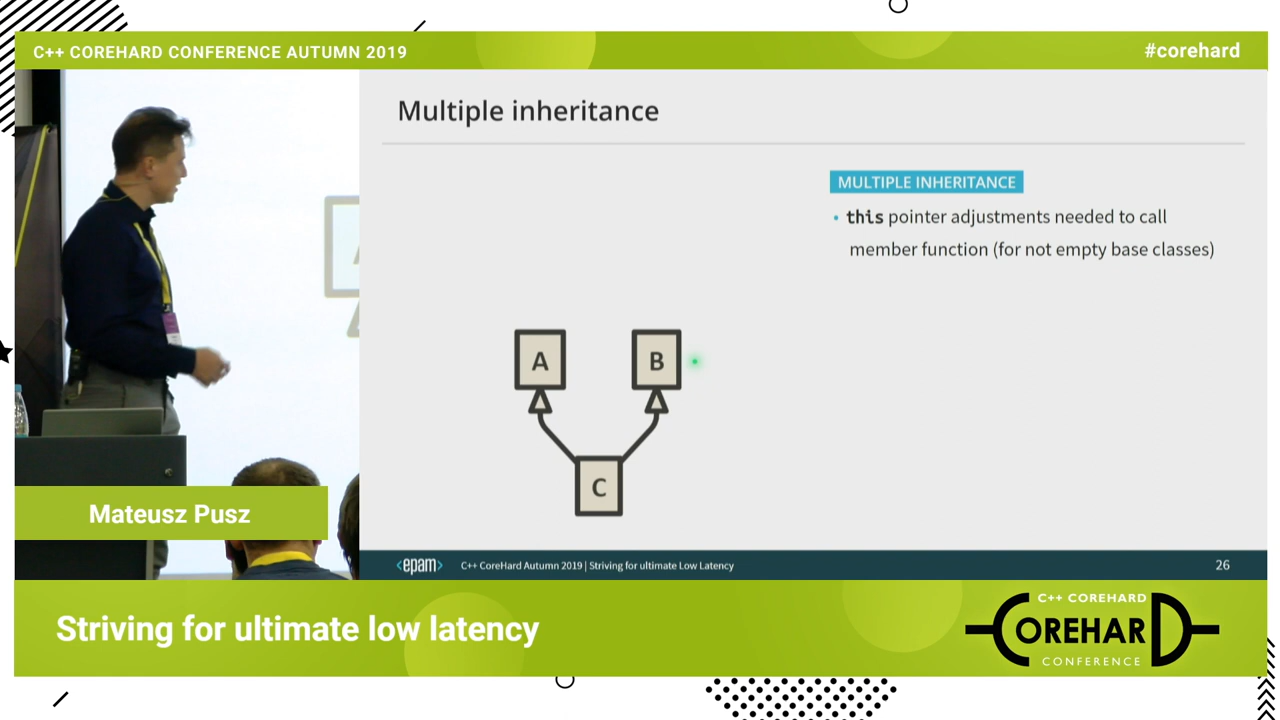 C++ COREHARD CONFERENCE AUTUMN 2019
#corehard
Multiple inheritance
MULTIPLE INHERITANCE
• this pointer adjustments needed to call
member function (for not empty base classes)
A
B
C
Mateusz Pusz
<epam>
C++ CoreHard Autumn 2019 | Striving for ultimate Low Latency
26
Striving for ultimate low latency
C++ COREHARD
COREHARD
CONFERENCE